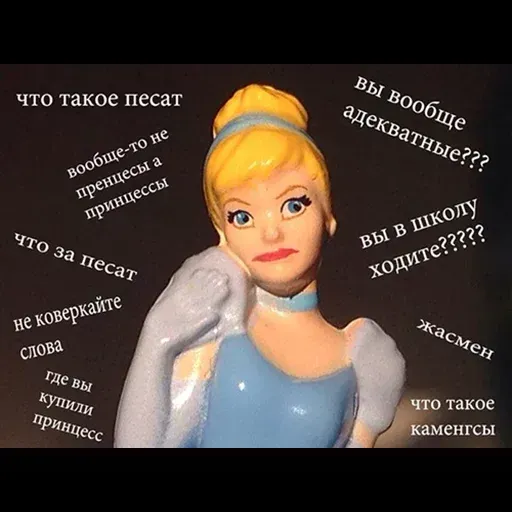 что такое песат
вообще-то не
пренцесы а
принцессы
что за песат
не коверкайте
слова
где вы
купили
принцесс
вы вообще
адекватные???
вы в школу
ходите?????
жасмен
что такое
каменгсы